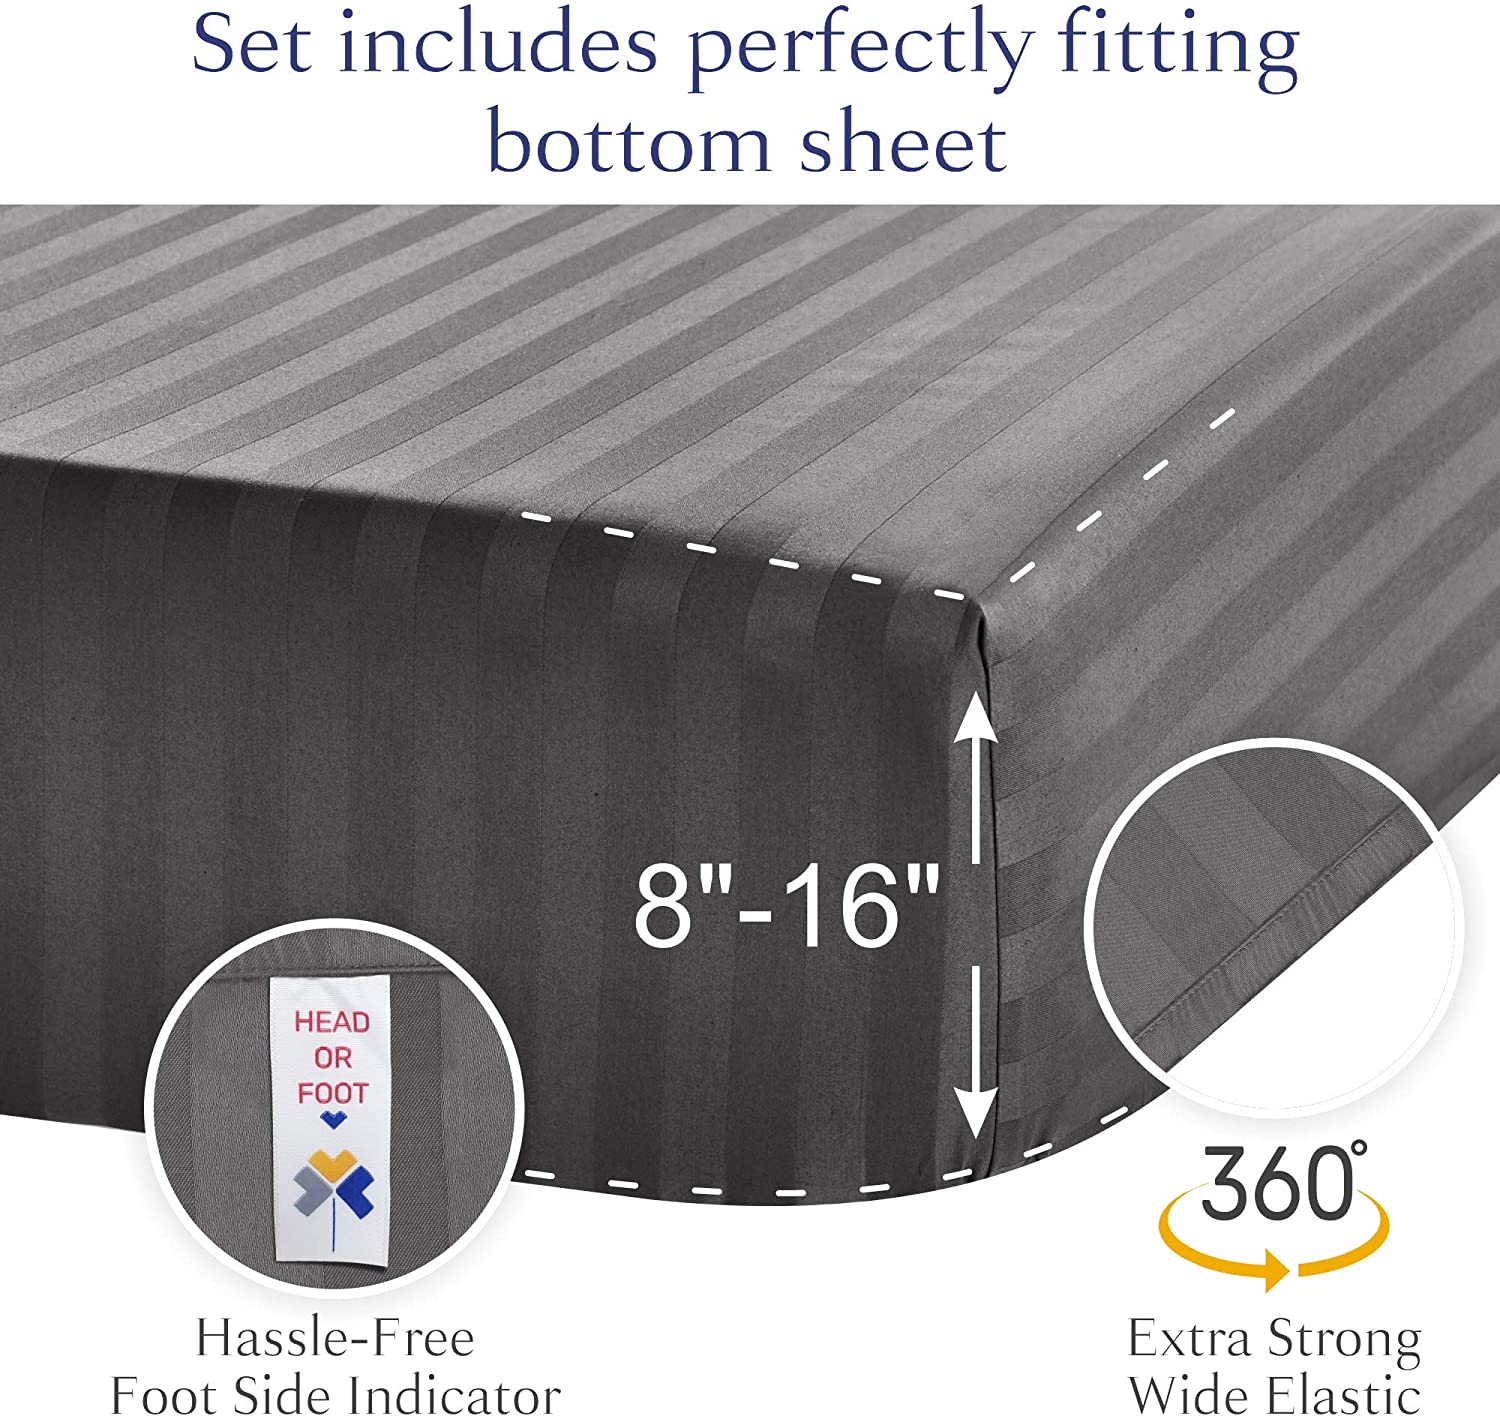 Set includes perfectly fitting
bottom sheet
8"-16"
HEAD
OR
FOOT
360°
Hassle-Free
Foot Side Indicator
Extra Strong
Wide Elastic